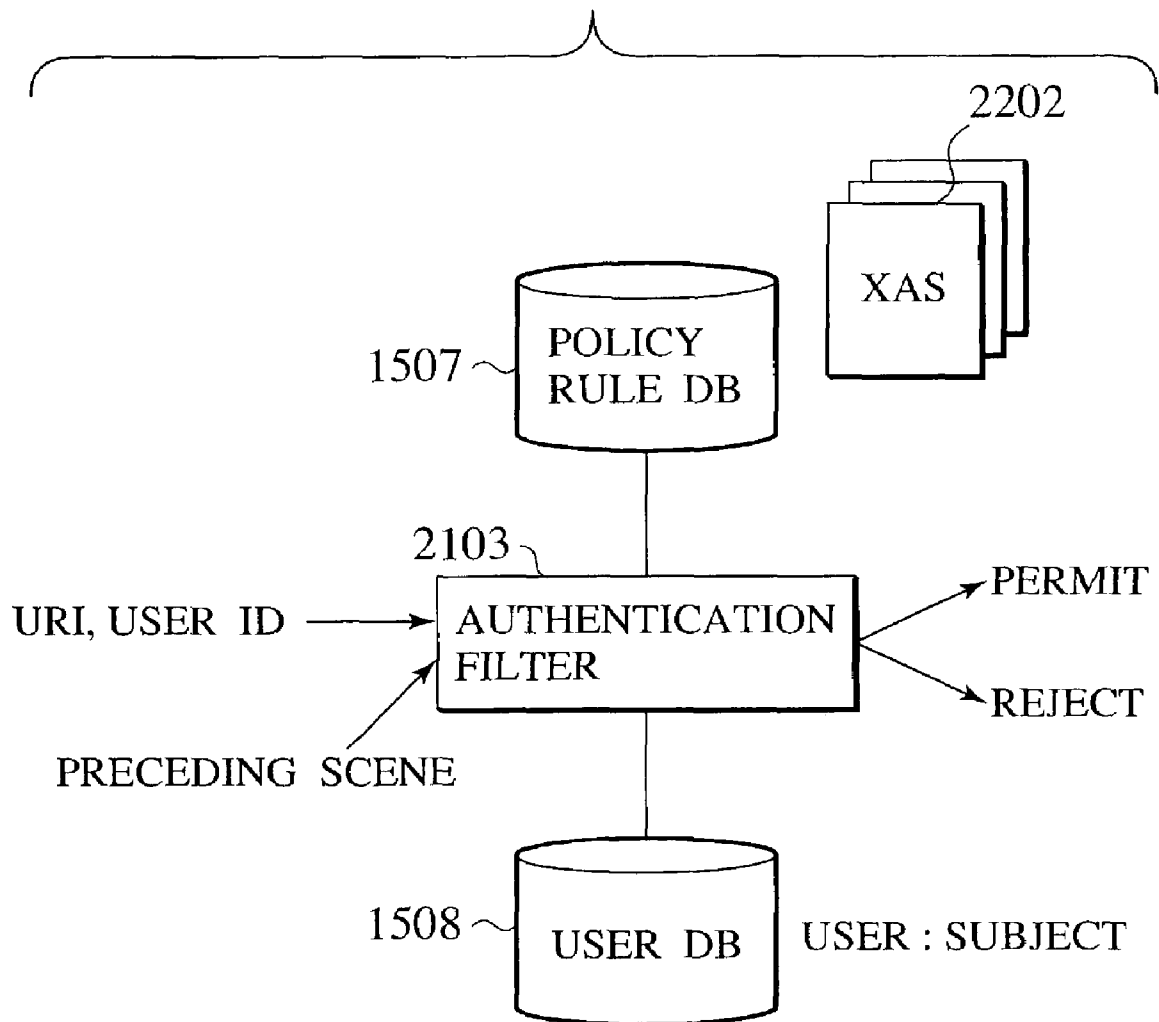 2202
XAS
1507
POLICY
RULE DB
2103
URI, USER ID
AUTHENTICATION
FILTER
PERMIT
REJECT
PRECEDING SCENE
1508
USER DB
USER : SUBJECT